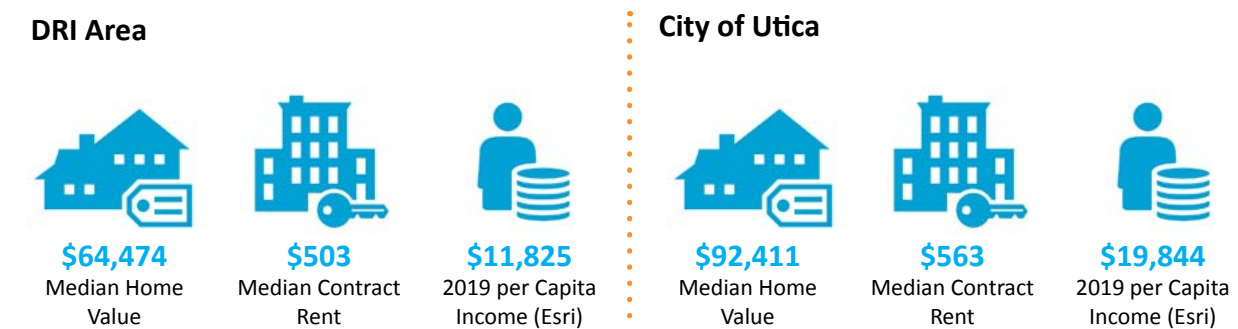 DRI Area
$64,474
Median Home
Value
$503
Median Contract
Rent
$11,825
2019 per Capita
Income (Esri)
City of Utica
$92,411
Median Home
Value
$563
Median Contract
Rent
$19,844
2019 per Capita
Income (Esri)